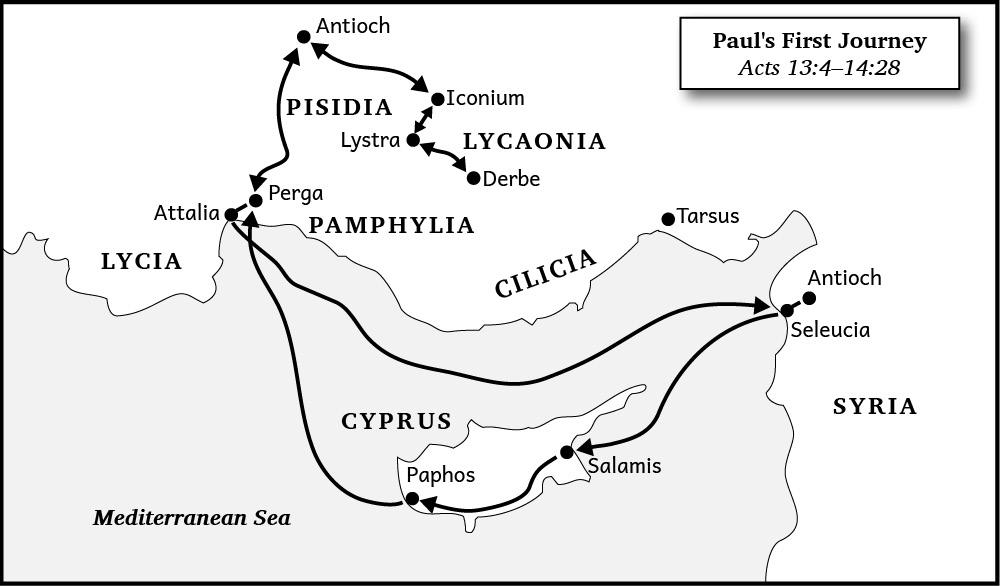 Antioch
Paul's First Journey
Acts 13:4–14:28
Iconium
PISIDIA
Lystra
LYCAONIA
Derbe
Perga
Attalia
PAMPHYLIA
Tarsus
LYCIA
CILICIA
Antioch
Seleucia
SYRIA
CYPRUS
Salamis
Paphos
Mediterranean Sea